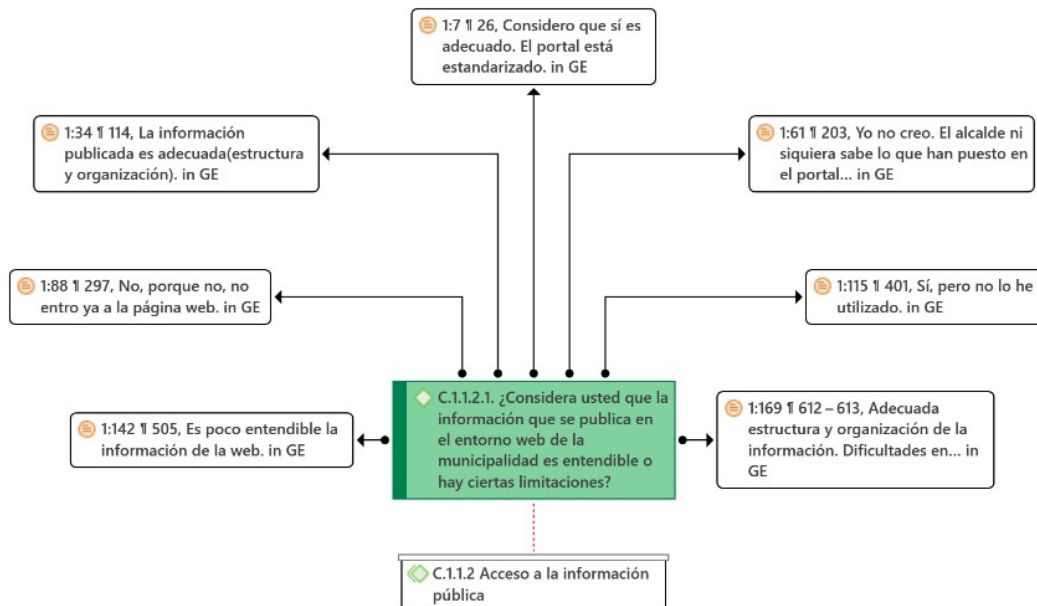 1:7 ¶ 26, Considero que sí es
adecuado. El portal está
estandarizado. in GE
1:34 ¶ 114, La información
publicada es adecuada(estructura
y organización). in GE
1:61 ¶ 203, Yo no creo. El alcalde ni
siquiera sabe lo que han puesto en
el portal... in GE
1:88 ¶ 297, No, porque no, no
entro ya a la página web. in GE
1:115 ¶ 401, Sí, pero no lo he
utilizado. in GE
C.1.1.2.1. ¿Considera usted que la
información que se publica en
el entorno web de la
municipalidad es entendible o
hay ciertas limitaciones?
1:142 ¶ 505, Es poco entendible la
información de la web. in GE
1:169 ¶ 612 – 613, Adecuada
estructura y organización de la
información. Dificultades en... in
GE
C.1.1.2 Acceso a la información
pública